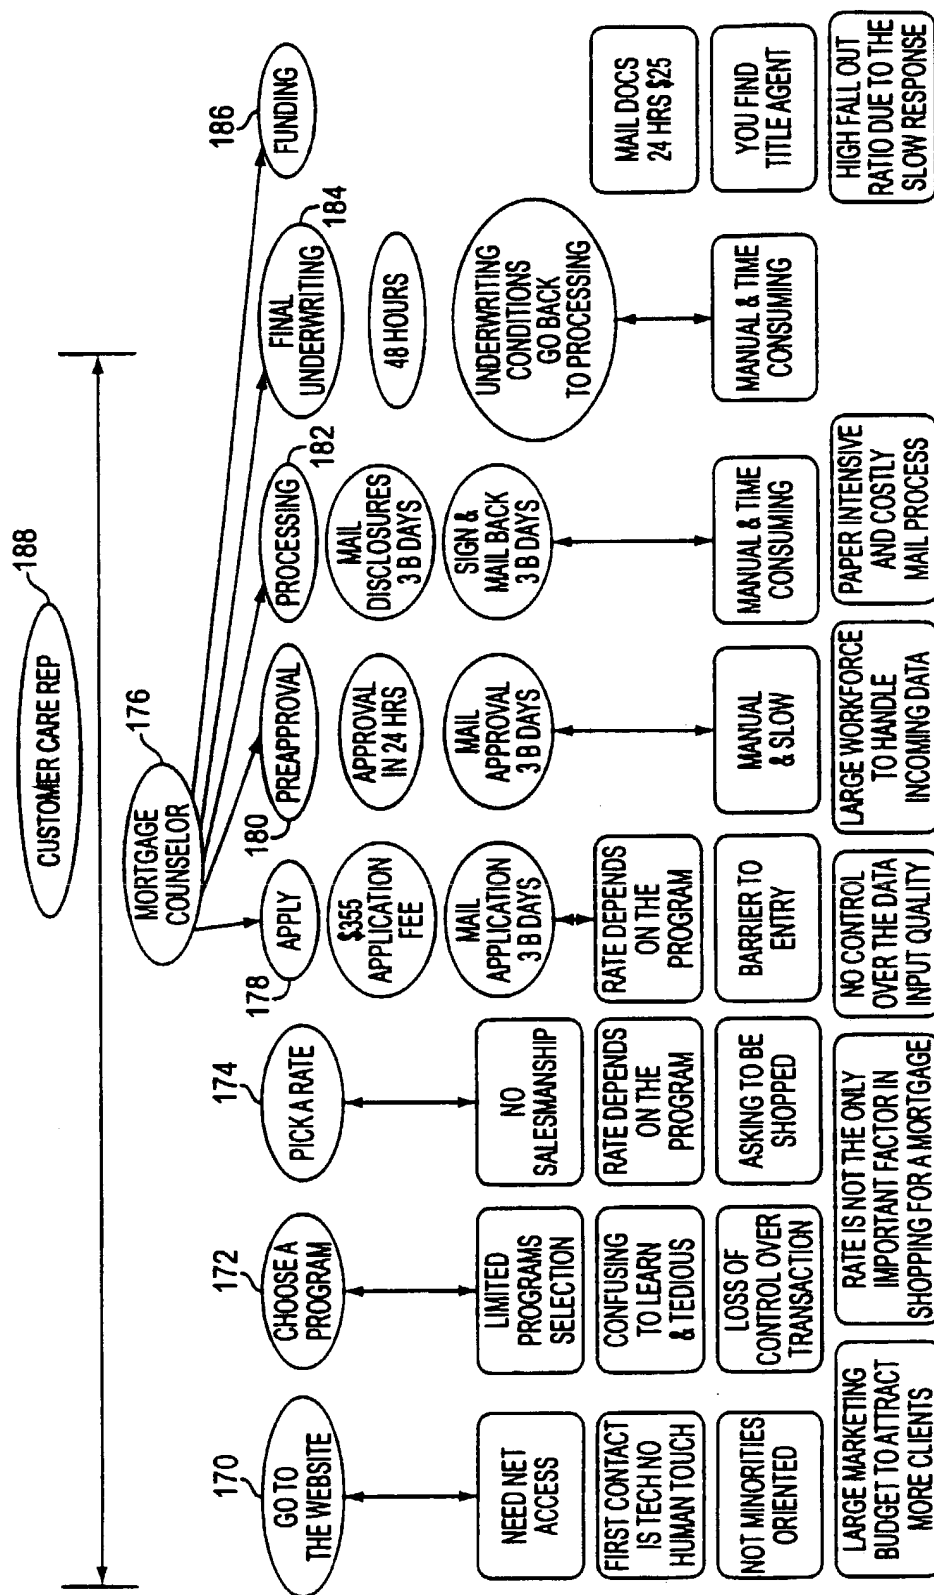 CUSTOMER CARE REP
188
MORTGAGE
COUNSELOR
176
GO TO
THE WEBSITE
170
CHOOSE A
PROGRAM
172
PICK A RATE
174
APPLY
178
PREAPPROVAL
180
PROCESSING
182
FINAL
UNDERWRITING
184
FUNDING
186
$355
APPLICATION
FEE
APPROVAL
IN 24 HRS
MAIL
DISCLOSURES
3 B DAYS
48 HOURS
MAIL
APPLICATION
3 B DAYS
MAIL
APPROVAL
3 B DAYS
SIGN &
MAIL BACK
3 B DAYS
UNDERWRITING
CONDITIONS
GO BACK
TO PROCESSING
NEED NET
ACCESS
LIMITED
PROGRAMS
SELECTION
NO
SALESMANSHIP
FIRST CONTACT
IS TECH NO
HUMAN TOUCH
CONFUSING
TO LEARN
& TEDIOUS
RATE DEPENDS
ON THE
PROGRAM
RATE DEPENDS
ON THE
PROGRAM
MAIL DOCS
24 HRS $25
NOT MINORITIES
ORIENTED
LOSS OF
CONTROL OVER
TRANSACTION
ASKING TO BE
SHOPPED
BARRIER TO
ENTRY
MANUAL
& SLOW
MANUAL & TIME
CONSUMING
MANUAL & TIME
CONSUMING
YOU FIND
TITLE AGENT
LARGE MARKETING
BUDGET TO ATTRACT
MORE CLIENTS
RATE IS NOT THE ONLY
IMPORTANT FACTOR IN
SHOPPING FOR A MORTGAGE
NO CONTROL
OVER THE DATA
INPUT QUALITY
LARGE WORKFORCE
TO HANDLE
INCOMING DATA
PAPER INTENSIVE
AND COSTLY
MAIL PROCESS
HIGH FALL OUT
RATIO DUE TO THE
SLOW RESPONSE